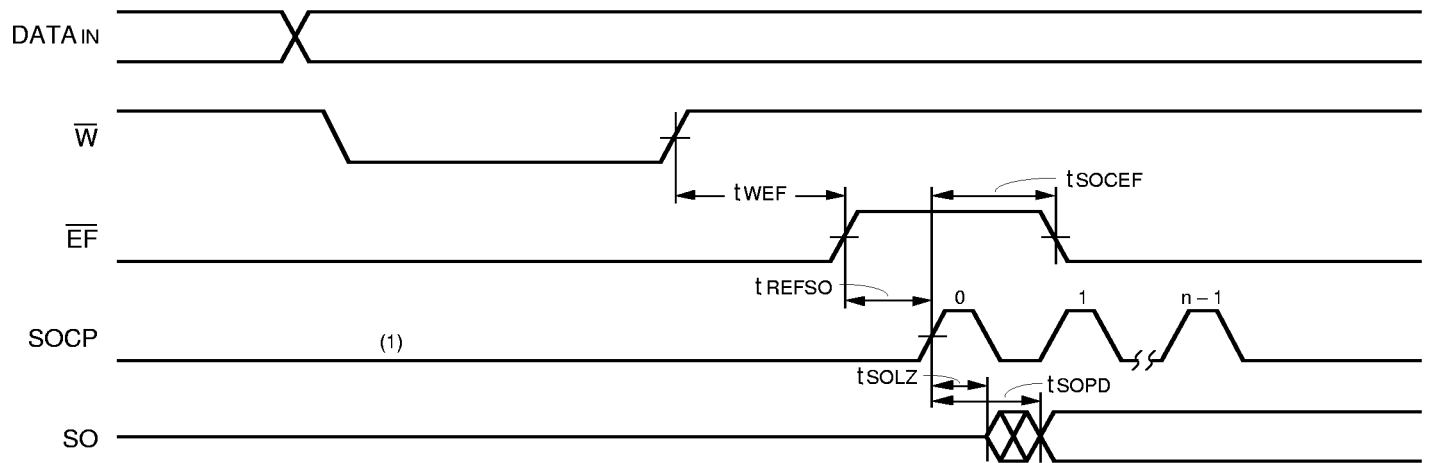 DATA IN
W
tWEF
tSOCEF
EF
tREFSO
0
1
n – 1
SOCP
(1)
tSOLZ
tSOPD
SO